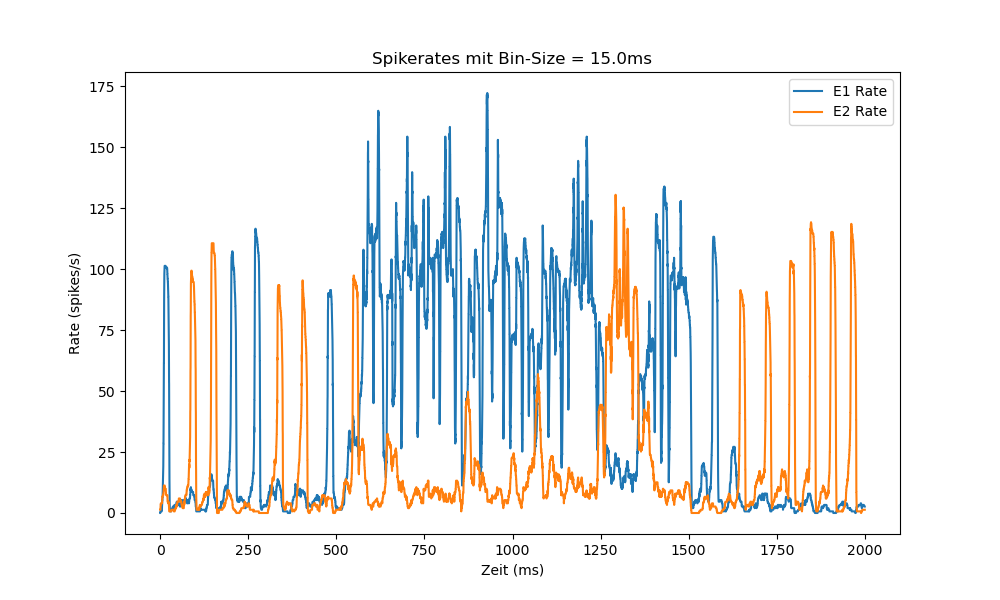 Spikerates mit Bin-Size = 15.0ms
E1 Rate
E2 Rate
175
150
125
100
75
50
25
0
Rate (spikes/s)
0 250 500 750 1000 1250 1500 1750 2000
Zeit (ms)